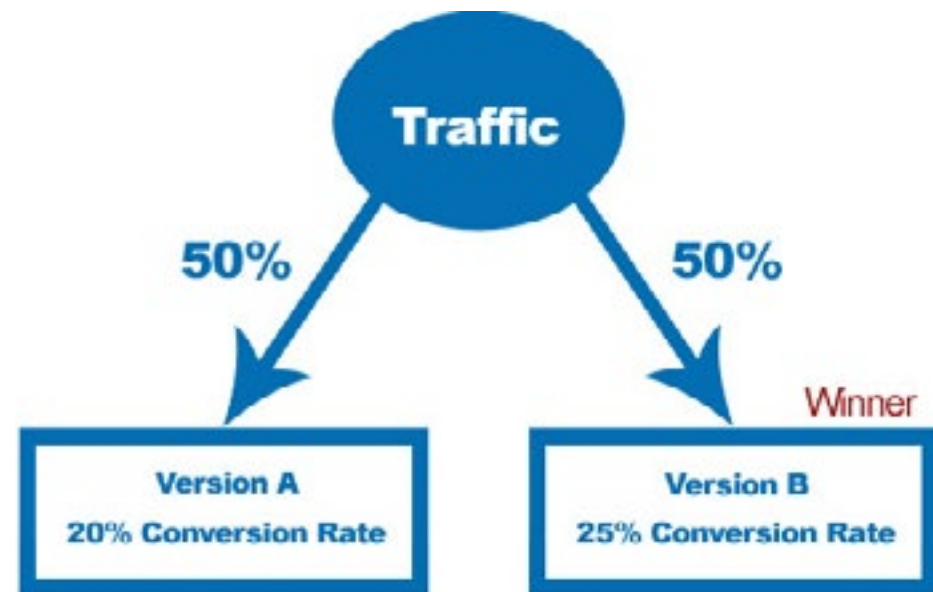 Traffic
50%
50%
Winner
Version A
20% Conversion Rate
Version B
25% Conversion Rate